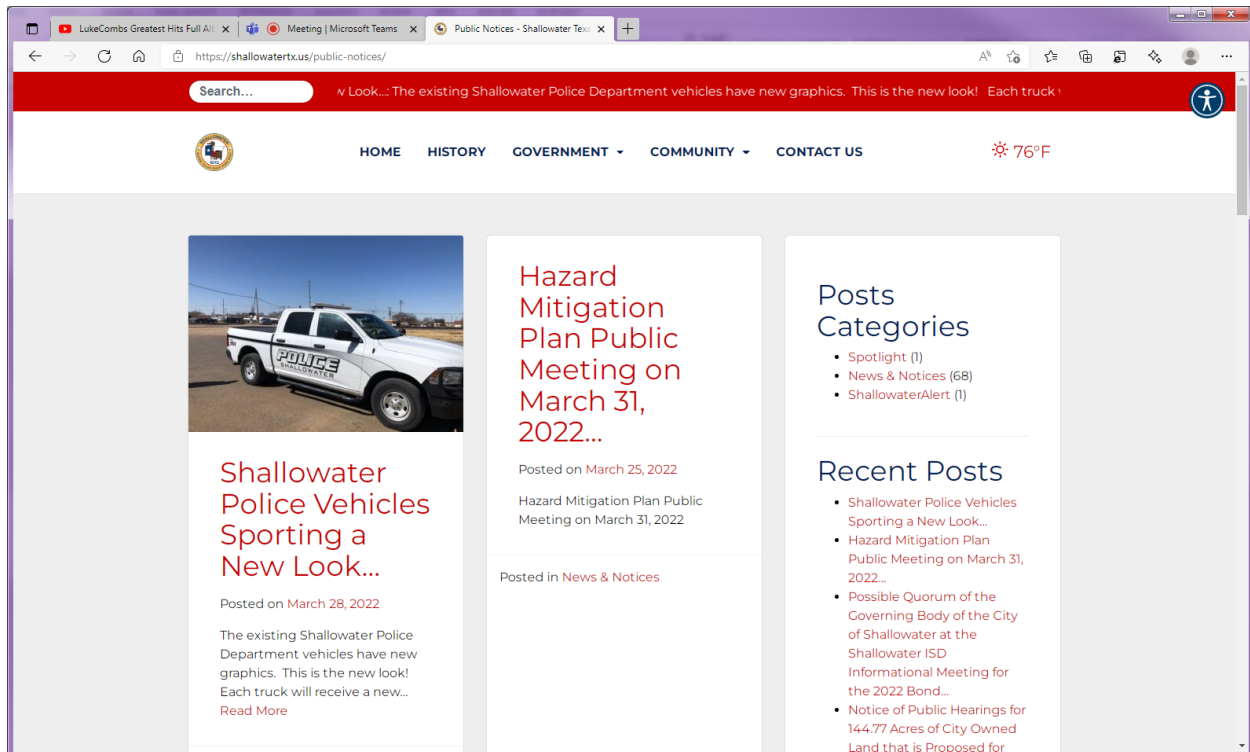 LukeCombs Greatest Hits Full Al
Meeting | Microsoft Teams
Public Notices - Shallowater Texa
https://shallowatertx.us/public-notices/
Search...
w Look...: The existing Shallowater Police Department vehicles have new graphics. This is the new look! Each truck
HOME HISTORY GOVERNMENT COMMUNITY CONTACT US
76°F
POLICE
SHALLOWATER
Shallowater
Police Vehicles
Sporting a
New Look...
Posted on March 28, 2022
The existing Shallowater Police
Department vehicles have new
graphics. This is the new look!
Each truck will receive a new...
Read More
Hazard
Mitigation
Plan Public
Meeting on
March 31,
2022...
Posted on March 25, 2022
Hazard Mitigation Plan Public
Meeting on March 31, 2022
Posted in News & Notices
Posts
Categories
Spotlight (1)
News & Notices (68)
ShallowaterAlert (1)
Recent Posts
Shallowater Police Vehicles
Sporting a New Look...
Hazard Mitigation Plan
Public Meeting on March 31,
2022...
Possible Quorum of the
Governing Body of the City
of Shallowater at the
Shallowater ISD
Informational Meeting for
the 2022 Bond...
Notice of Public Hearings for
144.77 Acres of City Owned
Land that is Proposed for